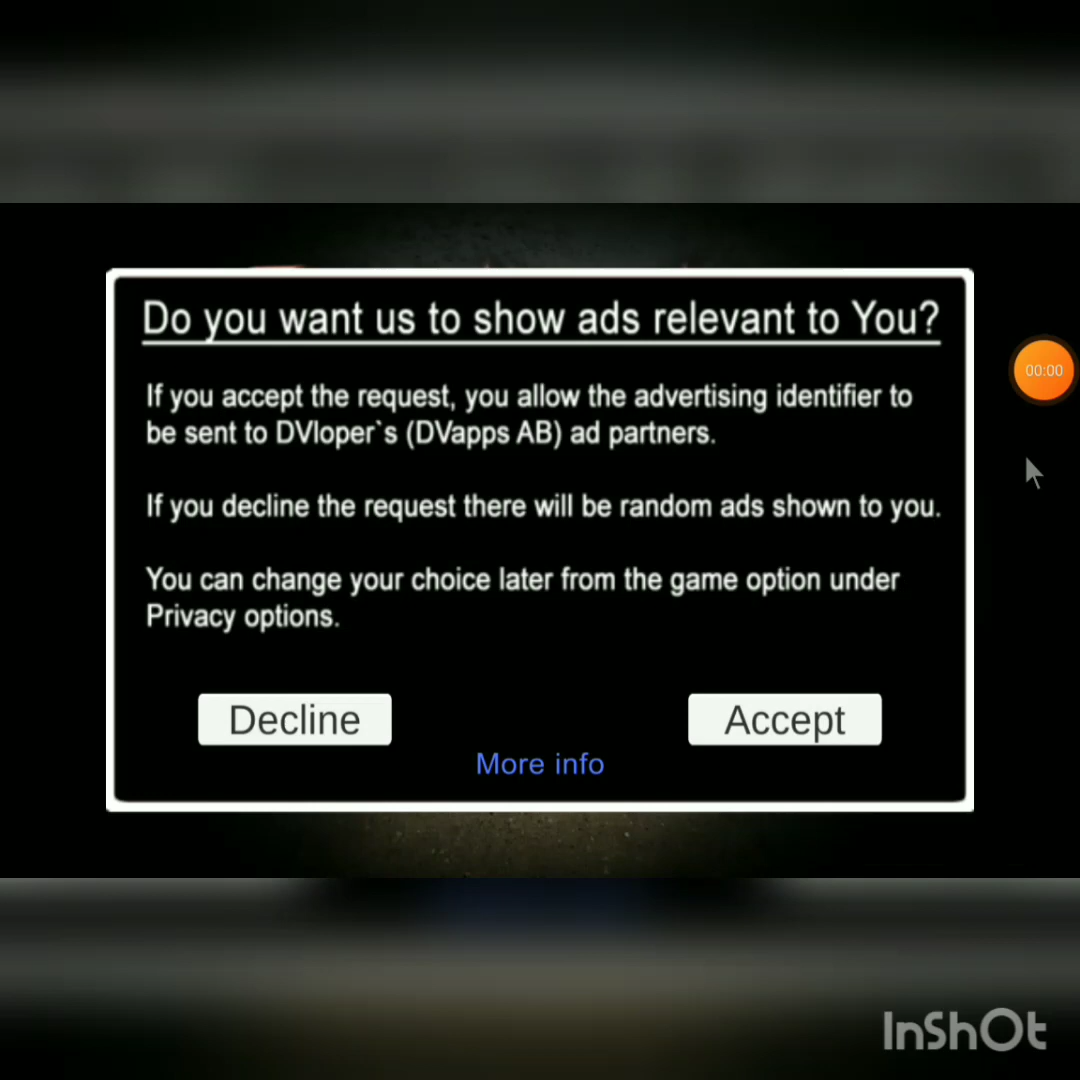 Do you want us to show ads relevant to You?
If you accept the request, you allow the advertising identifier to
be sent to DVloper`s (DVapps AB) ad partners.
If you decline the request there will be random ads shown to you.
You can change your choice later from the game option under
Privacy options.
Decline
Accept
More info
00:00
InShOt